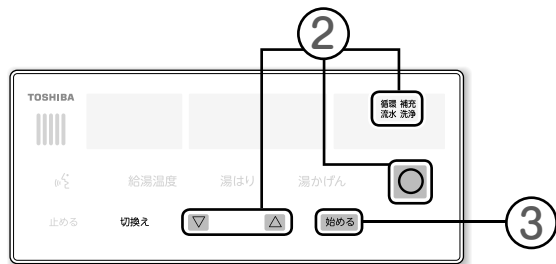 ②
TOSHIBA
循環 補充
流水 洗浄
給湯温度 湯はり 湯かげん
止める 切換え ▽ △ 始める
③